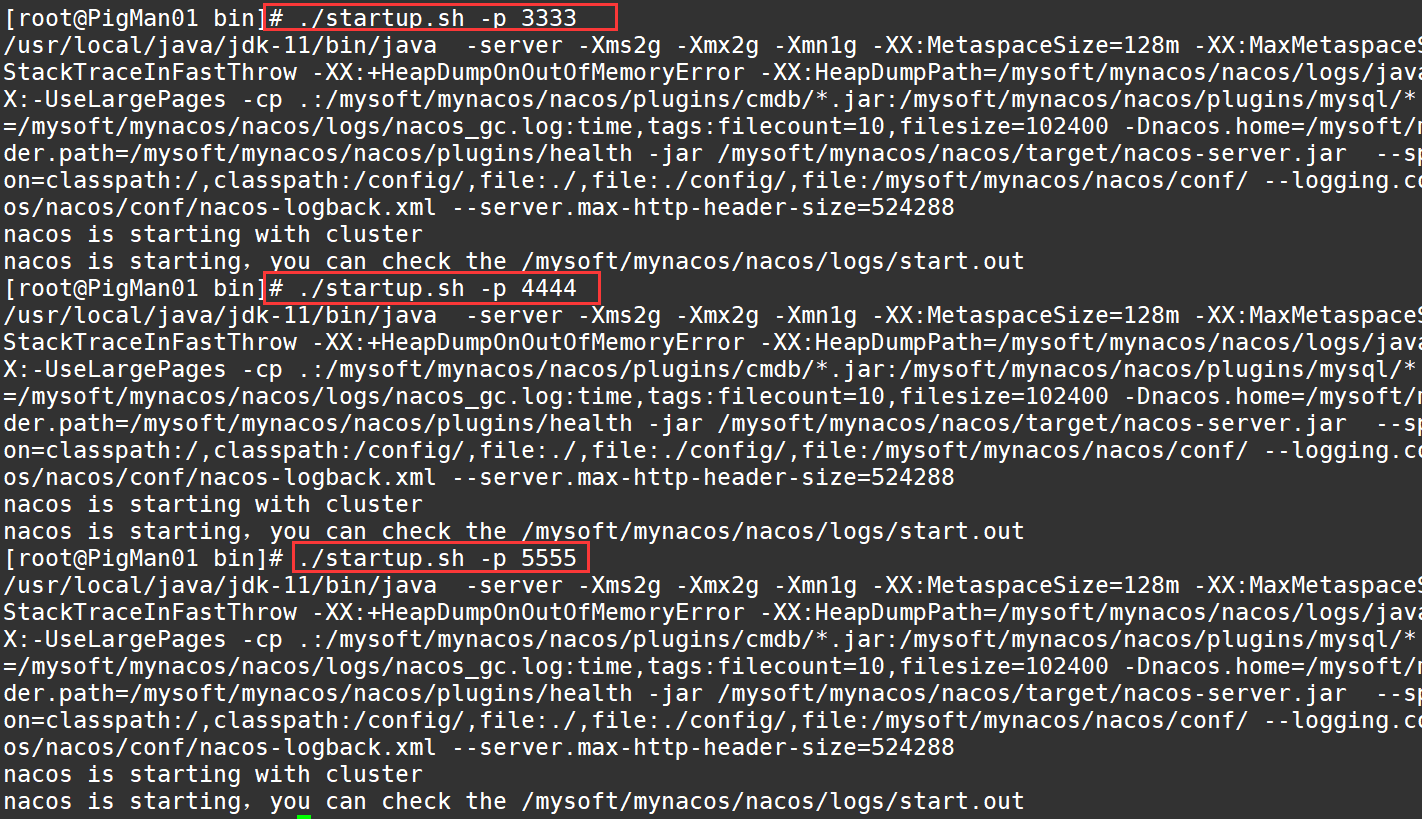 [root@PigMan01 bin]# ./startup.sh -p 3333
/usr/local/java/jdk-11/bin/java  -server -Xms2g -Xmx2g -Xmn1g -XX:MetaspaceSize=128m -XX:MaxMetaspaceS
StackTraceInFastThrow -XX:+HeapDumpOnOutOfMemoryError -XX:HeapDumpPath=/mysoft/mynacos/nacos/logs/java
X:-UseLargePages -cp .:/mysoft/mynacos/nacos/plugins/cmdb/*.jar:/mysoft/mynacos/nacos/plugins/mysql/*
=/mysoft/mynacos/nacos/logs/nacos_gc.log:time,tags:filecount=10,filesize=102400 -Dnacos.home=/mysoft/m
der.path=/mysoft/mynacos/nacos/plugins/health -jar /mysoft/mynacos/nacos/target/nacos-server.jar  --sp
on=classpath:/,classpath:/config/,file:./,file:./config/,file:/mysoft/mynacos/nacos/conf/ --logging.co
os/nacos/conf/nacos-logback.xml --server.max-http-header-size=524288
nacos is starting with cluster
nacos is starting，you can check the /mysoft/mynacos/nacos/logs/start.out
[root@PigMan01 bin]# ./startup.sh -p 4444
/usr/local/java/jdk-11/bin/java  -server -Xms2g -Xmx2g -Xmn1g -XX:MetaspaceSize=128m -XX:MaxMetaspaceS
StackTraceInFastThrow -XX:+HeapDumpOnOutOfMemoryError -XX:HeapDumpPath=/mysoft/mynacos/nacos/logs/java
X:-UseLargePages -cp .:/mysoft/mynacos/nacos/plugins/cmdb/*.jar:/mysoft/mynacos/nacos/plugins/mysql/*
=/mysoft/mynacos/nacos/logs/nacos_gc.log:time,tags:filecount=10,filesize=102400 -Dnacos.home=/mysoft/m
der.path=/mysoft/mynacos/nacos/plugins/health -jar /mysoft/mynacos/nacos/target/nacos-server.jar  --sp
on=classpath:/,classpath:/config/,file:./,file:./config/,file:/mysoft/mynacos/nacos/conf/ --logging.co
os/nacos/conf/nacos-logback.xml --server.max-http-header-size=524288
nacos is starting with cluster
nacos is starting，you can check the /mysoft/mynacos/nacos/logs/start.out
[root@PigMan01 bin]# ./startup.sh -p 5555
/usr/local/java/jdk-11/bin/java  -server -Xms2g -Xmx2g -Xmn1g -XX:MetaspaceSize=128m -XX:MaxMetaspaceS
StackTraceInFastThrow -XX:+HeapDumpOnOutOfMemoryError -XX:HeapDumpPath=/mysoft/mynacos/nacos/logs/java
X:-UseLargePages -cp .:/mysoft/mynacos/nacos/plugins/cmdb/*.jar:/mysoft/mynacos/nacos/plugins/mysql/*
=/mysoft/mynacos/nacos/logs/nacos_gc.log:time,tags:filecount=10,filesize=102400 -Dnacos.home=/mysoft/m
der.path=/mysoft/mynacos/nacos/plugins/health -jar /mysoft/mynacos/nacos/target/nacos-server.jar  --sp
on=classpath:/,classpath:/config/,file:./,file:./config/,file:/mysoft/mynacos/nacos/conf/ --logging.co
os/nacos/conf/nacos-logback.xml --server.max-http-header-size=524288
nacos is starting with cluster
nacos is starting，you can check the /mysoft/mynacos/nacos/logs/start.out